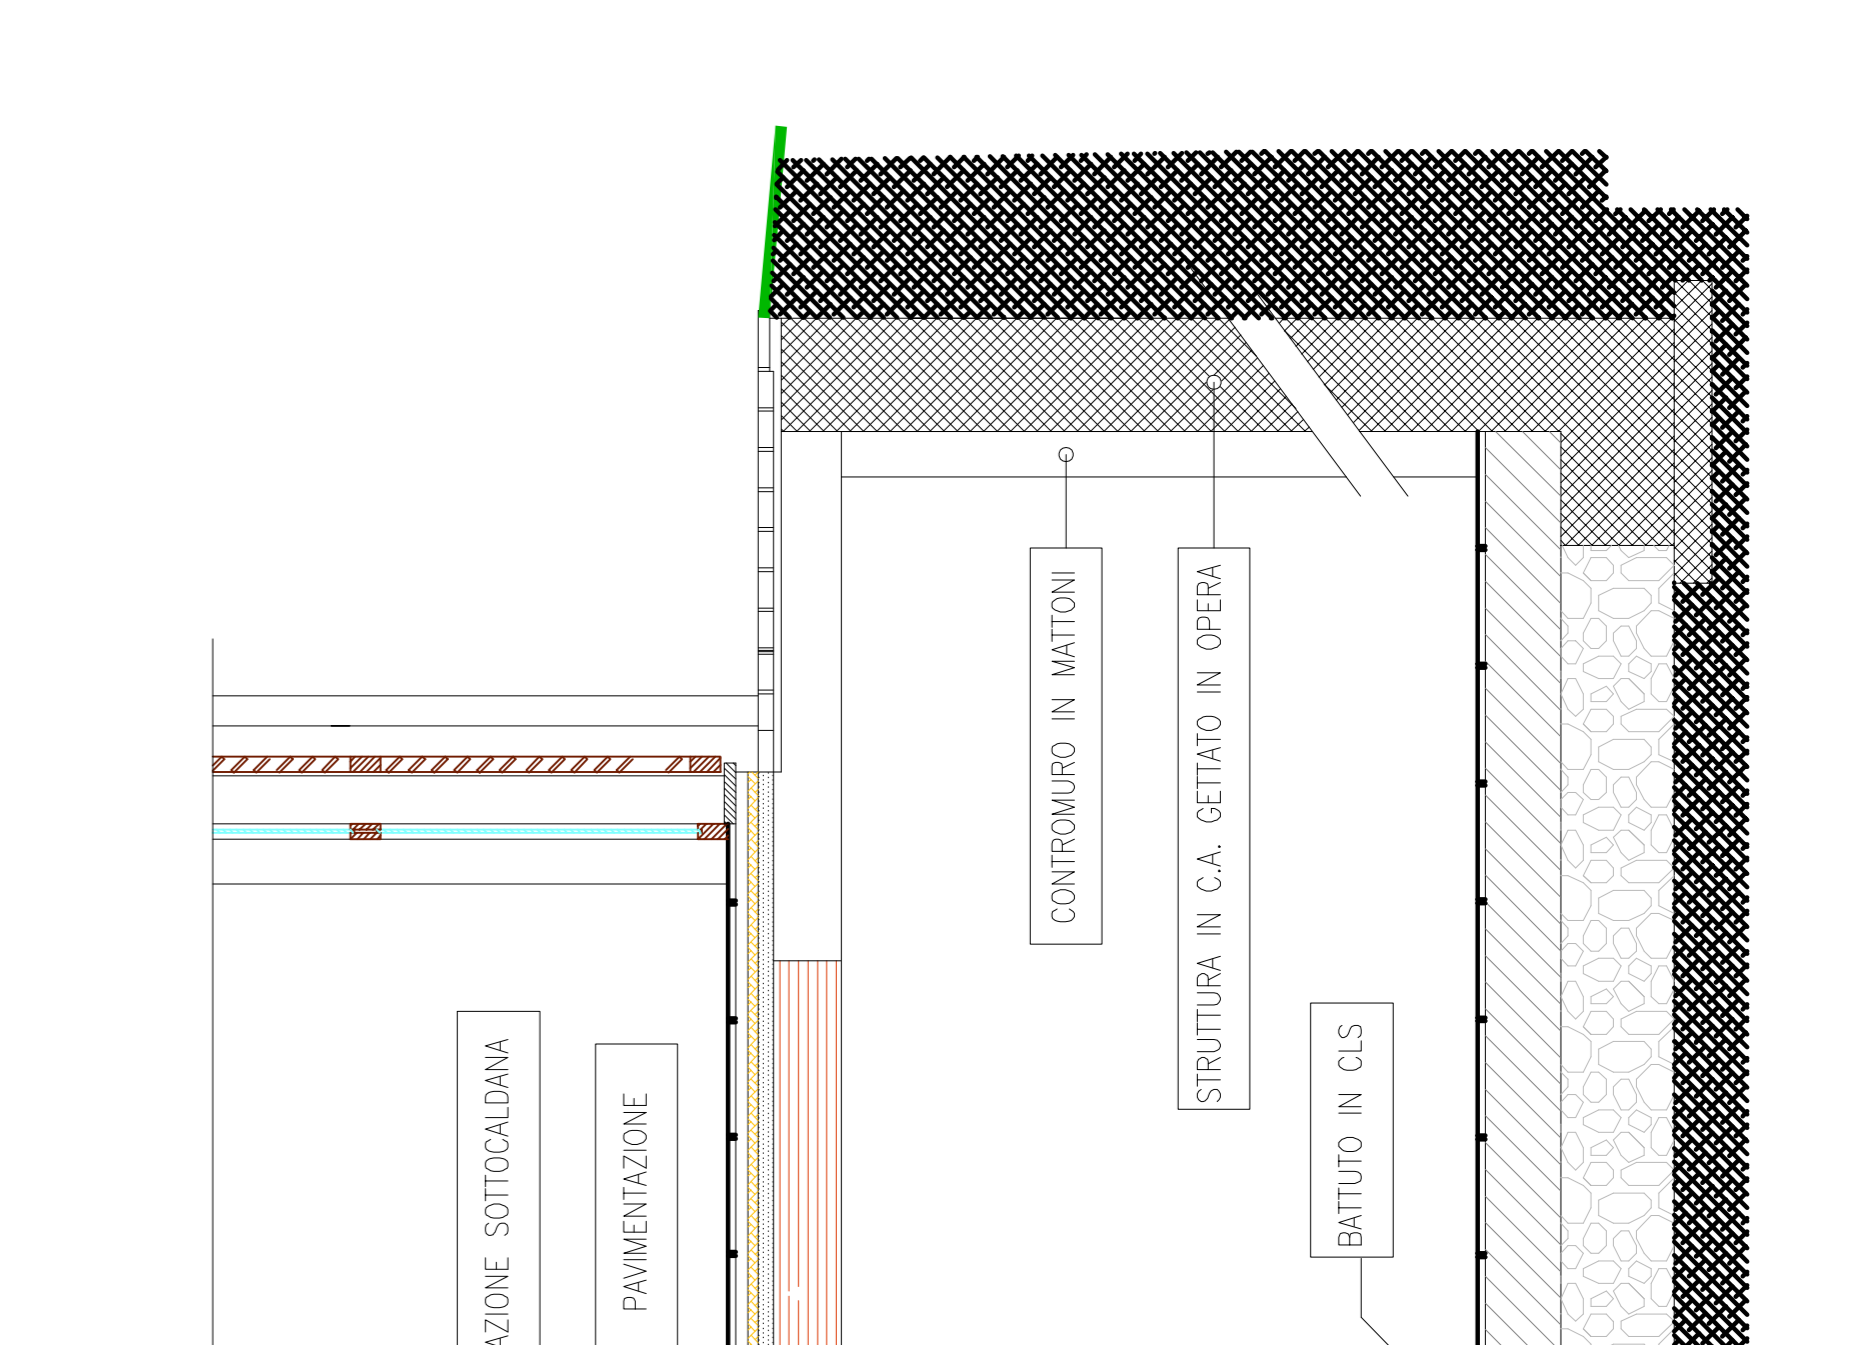 AZIONE SOTTOCALDANA
PAVIMENTAZIONE
CONTROMURO IN MATTONI
STRUTTURA IN C.A. GETTATO IN OPERA
BATTUTO IN CLS